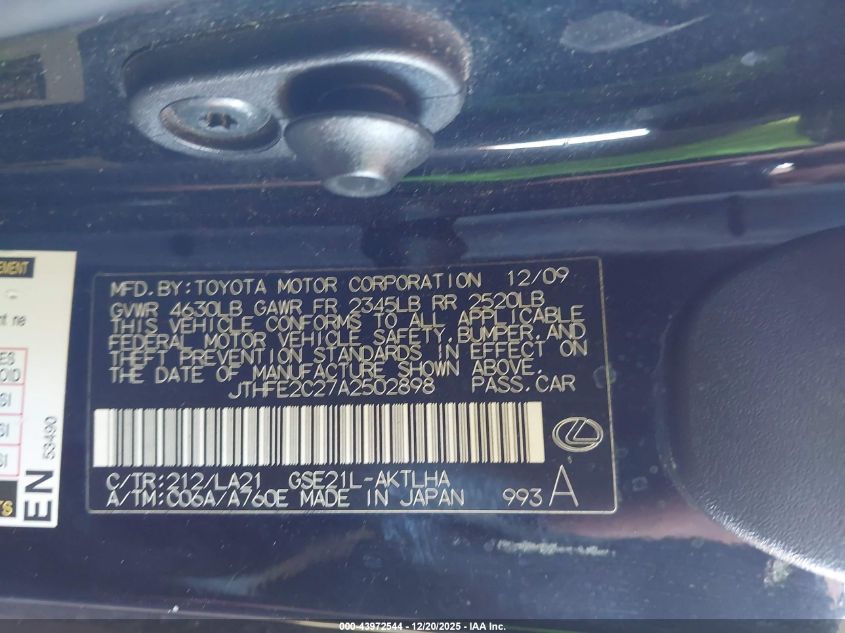 MFD.BY:TOYOTA MOTOR CORPORATION 12/09
GVWR 4630LB GAWR FR 2345LB RR 2520LB
THIS VEHICLE CONFORMS TO ALL APPLICABLE
FEDERAL MOTOR VEHICLE SAFETY,BUMPER,AND
THEFT PREVENTION STANDARDS IN EFFECT ON
THE DATE OF MANUFACTURE SHOWN ABOVE.
JTHFE2C27A2502898 PASS.CAR
C/TR:212/LA21 GSE21L-AKTLHA
A/TM:C06A/A760E MADE IN JAPAN 993 A
EN 53490
000-43972544 - 12/20/2025 - IAA Inc.